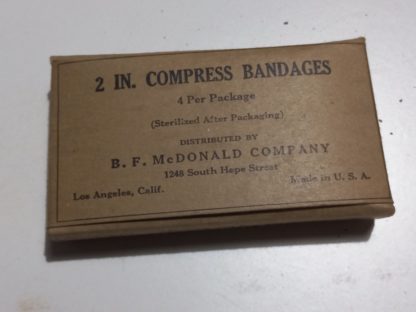 2 IN. COMPRESS BANDAGES
4 Per Package
(Sterilized After Packaging)
DISTRIBUTED BY
B. F. McDONALD COMPANY
1248 South Hope Street
Los Angeles, Calif. Made in U. S. A.